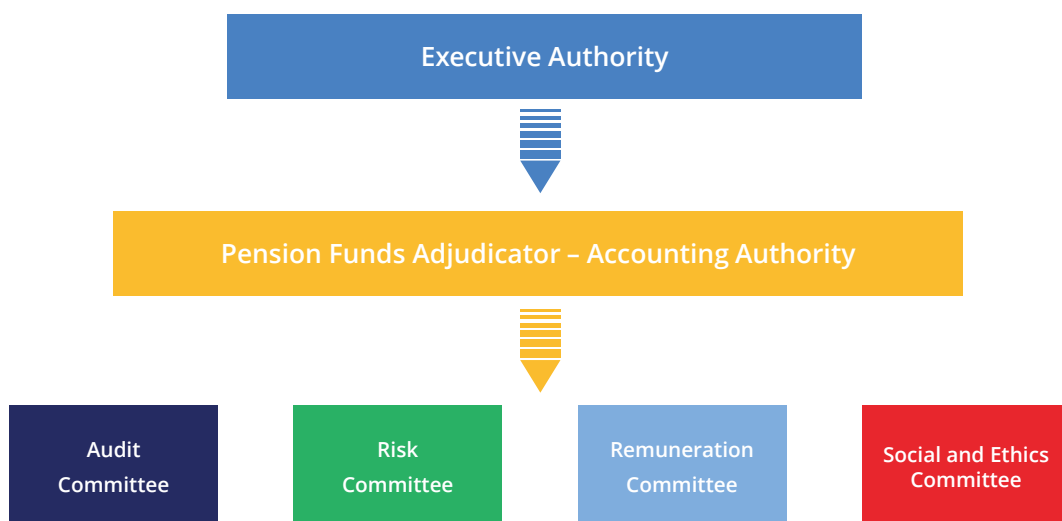 Executive Authority
Pension Funds Adjudicator – Accounting Authority
Audit
Committee
Risk
Committee
Remuneration
Committee
Social and Ethics
Committee